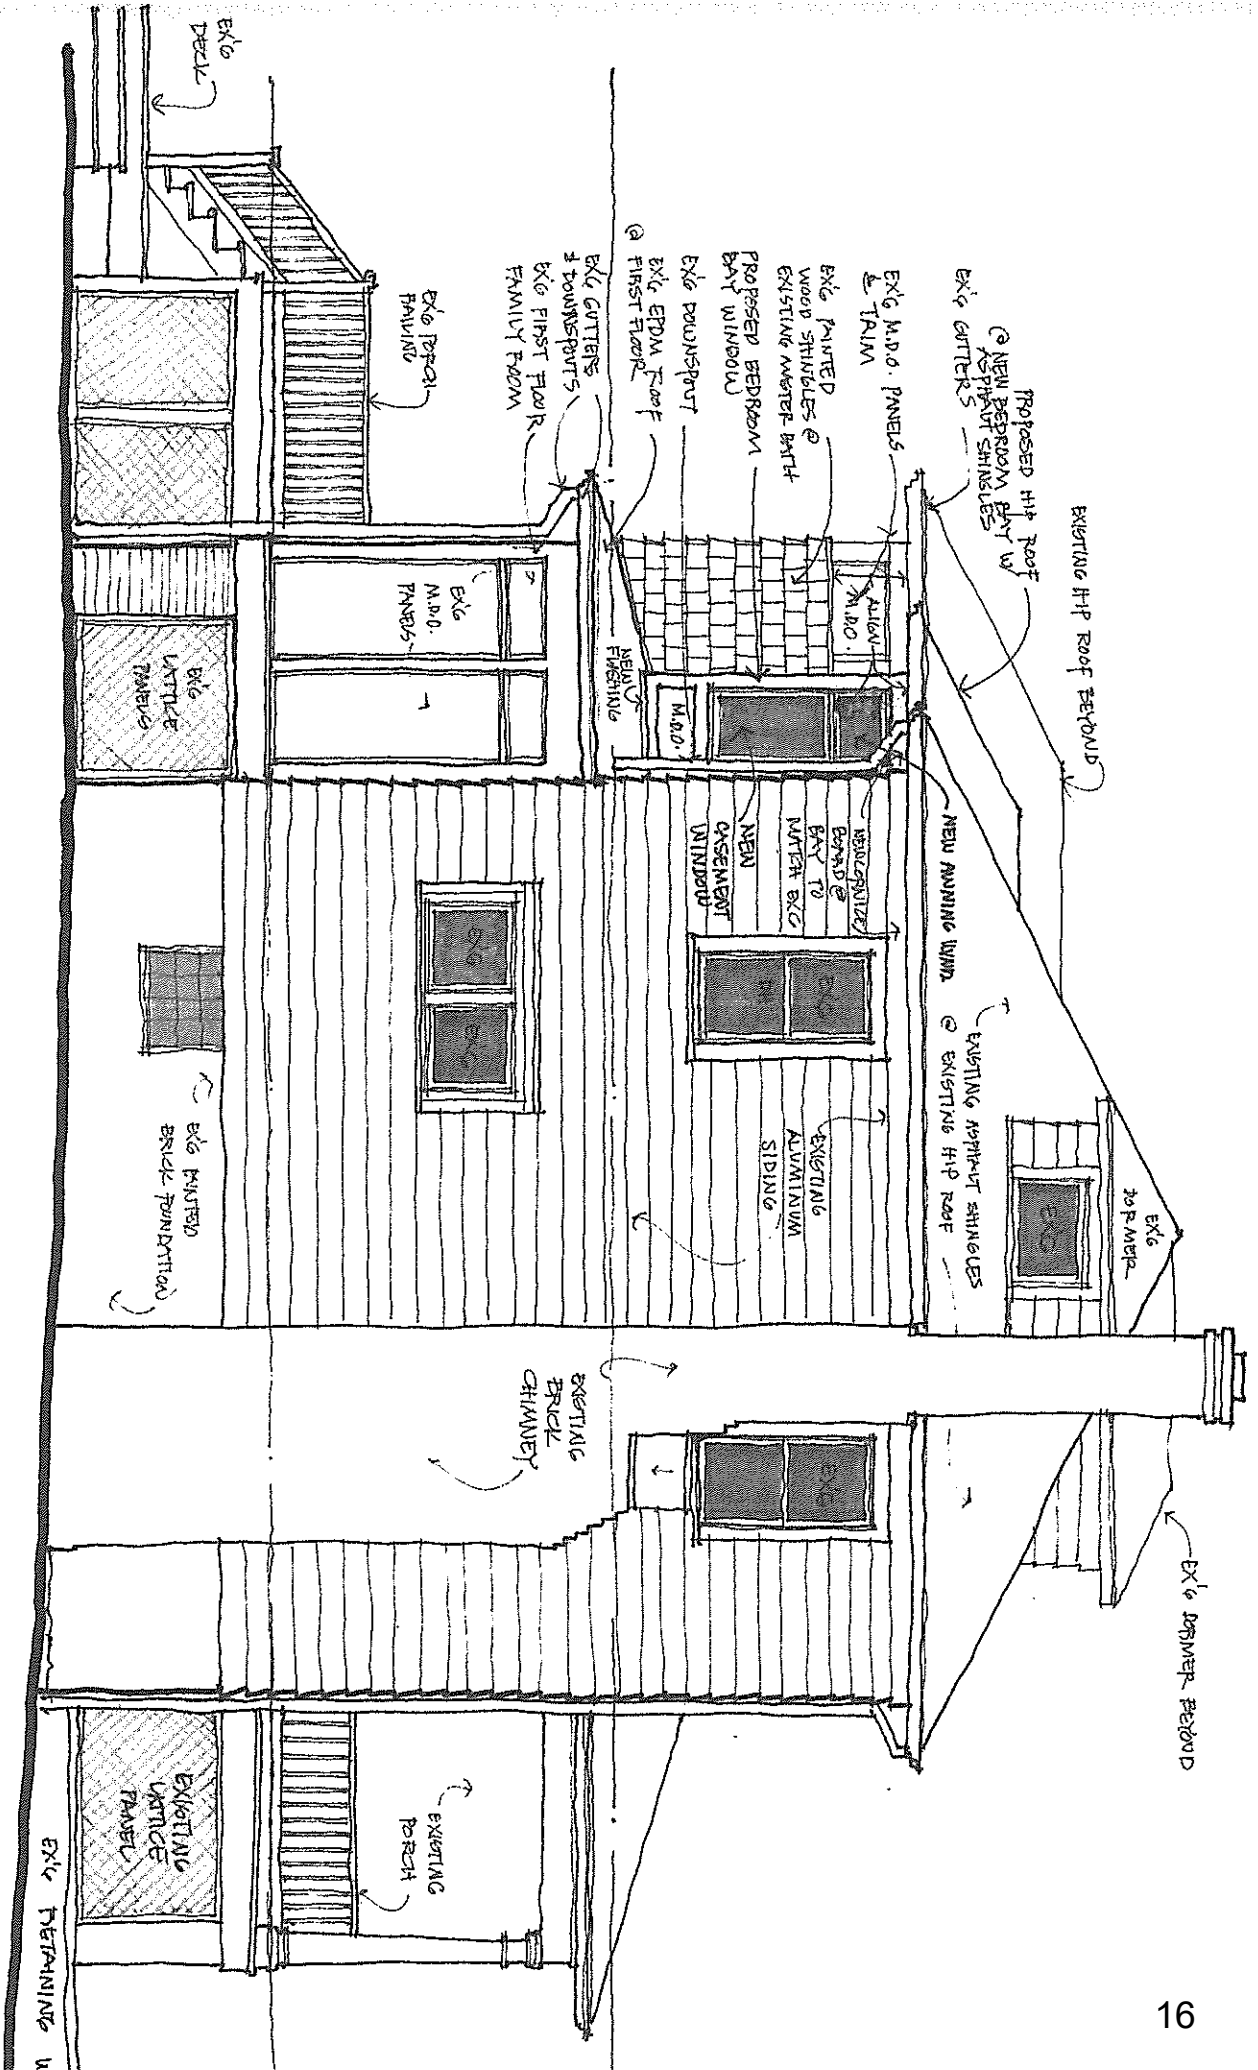 EX'G
DECK
EX'G PORCH
RAILING
EX'G FIRST FLOOR
FAMILY ROOM
EX'G GUTTERS
& DOWNSPOUTS
EX'G EPDM ROOF
@ FIRST FLOOR
EX'G DOWNSPOUT
PROPOSED BEDROOM
BAY WINDOW
EX'G PAINTED
WOOD SHINGLES @
EXISTING MASTER BATH
EX'G M.D.O. PANELS
& TRIM
EX'G GUTTERS
PROPOSED HIP ROOF
@ NEW BEDROOM BAY W/
ASPHALT SHINGLES
EXISTING HIP ROOF BEYOND
ALIGN
M.D.O.
M.D.O.
NEW
FLASHING
EX'G
M.D.O.
PANELS
EX'G
LATTICE
PANELS
NEW AWNING WIND.
NEW CORNICE/
BOARD @
BAY TO
MATCH EX'G
NEW
CASEMENT
WINDOW
EX'G
EX'G
EX'G
EX'G PAINTED
BRICK FOUNDATION
EXISTING ASPHALT SHINGLES
@ EXISTING HIP ROOF
EXISTING
ALUMINUM
SIDING
EX'G
DORMER
EX'G
EXISTING
BRICK
CHIMNEY
EX'G
EX'G DORMER BEYOND
EXISTING
PORCH
EXISTING
LATTICE
PANEL
EX'G RETAINING W
16